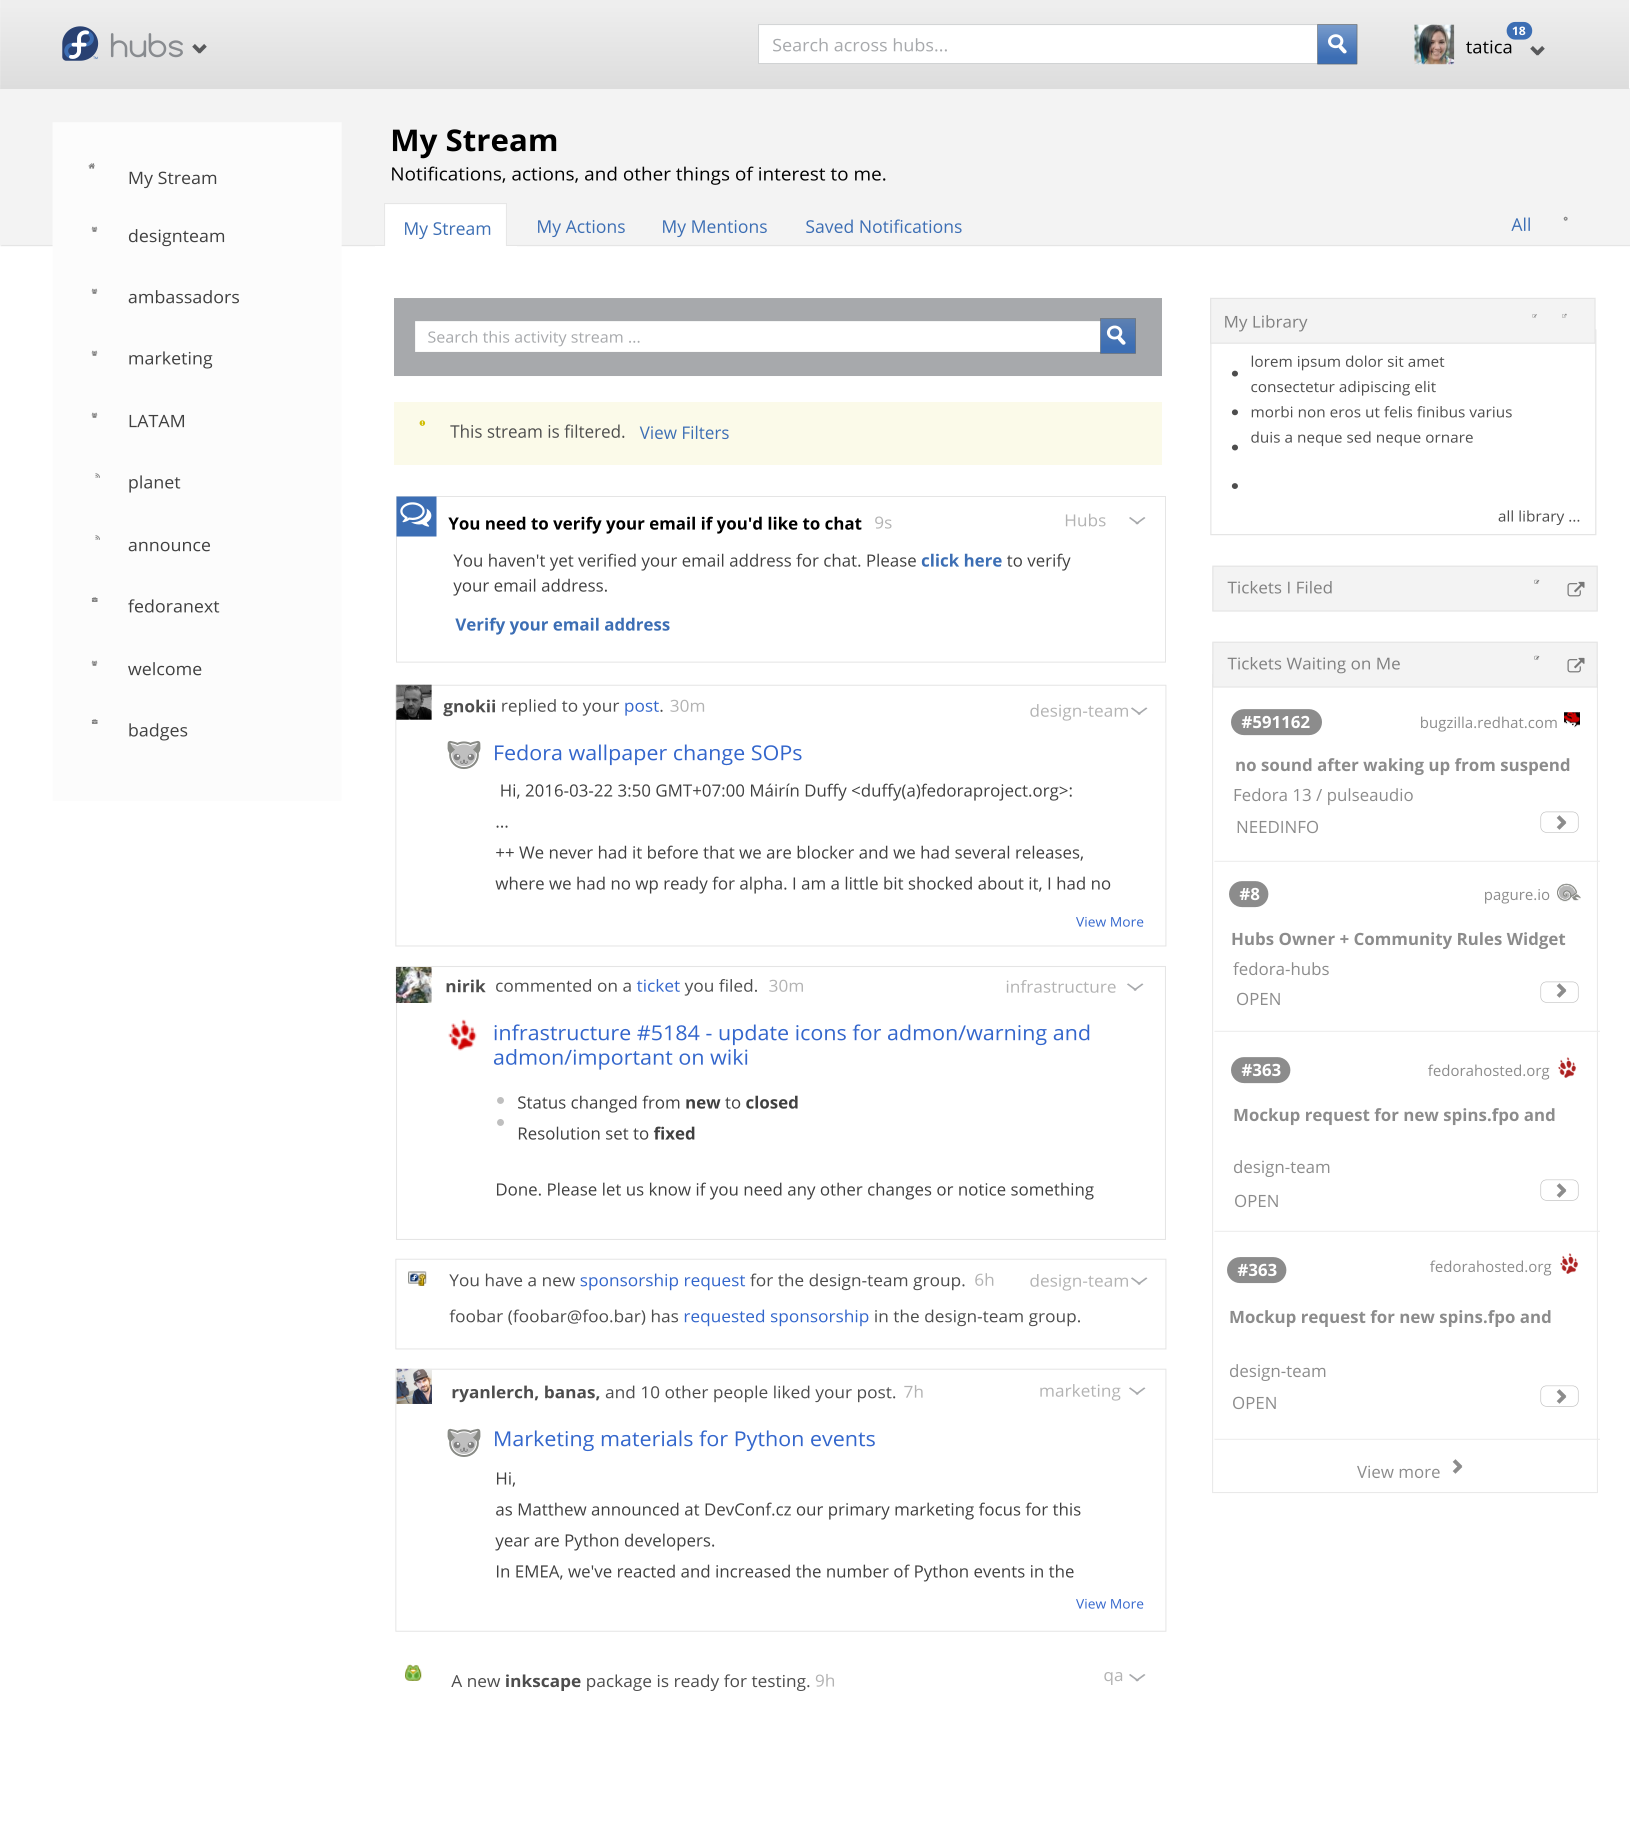 hubs
Search across hubs...
tatica
18
My Stream
designteam
ambassadors
marketing
LATAM
planet
announce
fedoranext
welcome
badges
My Stream
Notifications, actions, and other things of interest to me.
My Stream
My Actions
My Mentions
Saved Notifications
All
Search this activity stream ...
This stream is filtered. View Filters
You need to verify your email if you'd like to chat 9s
Hubs
You haven't yet verified your email address for chat. Please click here to verify
your email address.
Verify your email address
gnokii replied to your post. 30m
design-team
Fedora wallpaper change SOPs
Hi, 2016-03-22 3:50 GMT+07:00 Máirín Duffy <duffy(a)fedoraproject.org>:
...
++ We never had it before that we are blocker and we had several releases,
where we had no wp ready for alpha. I am a little bit shocked about it, I had no
View More
nirik commented on a ticket you filed. 30m
infrastructure
infrastructure #5184 - update icons for admon/warning and
admon/important on wiki
Status changed from new to closed
Resolution set to fixed
Done. Please let us know if you need any other changes or notice something
You have a new sponsorship request for the design-team group. 6h
design-team
foobar (foobar@foo.bar) has requested sponsorship in the design-team group.
ryanlerch, banas, and 10 other people liked your post. 7h
marketing
Marketing materials for Python events
Hi,
as Matthew announced at DevConf.cz our primary marketing focus for this
year are Python developers.
In EMEA, we've reacted and increased the number of Python events in the
View More
A new inkscape package is ready for testing. 9h
qa
My Library
lorem ipsum dolor sit amet
consectetur adipiscing elit
morbi non eros ut felis finibus varius
duis a neque sed neque ornare
all library ...
Tickets I Filed
Tickets Waiting on Me
#591162
bugzilla.redhat.com
no sound after waking up from suspend
Fedora 13 / pulseaudio
NEEDINFO
#8
pagure.io
Hubs Owner + Community Rules Widget
fedora-hubs
OPEN
#363
fedorahosted.org
Mockup request for new spins.fpo and
design-team
OPEN
#363
fedorahosted.org
Mockup request for new spins.fpo and
design-team
OPEN
View more